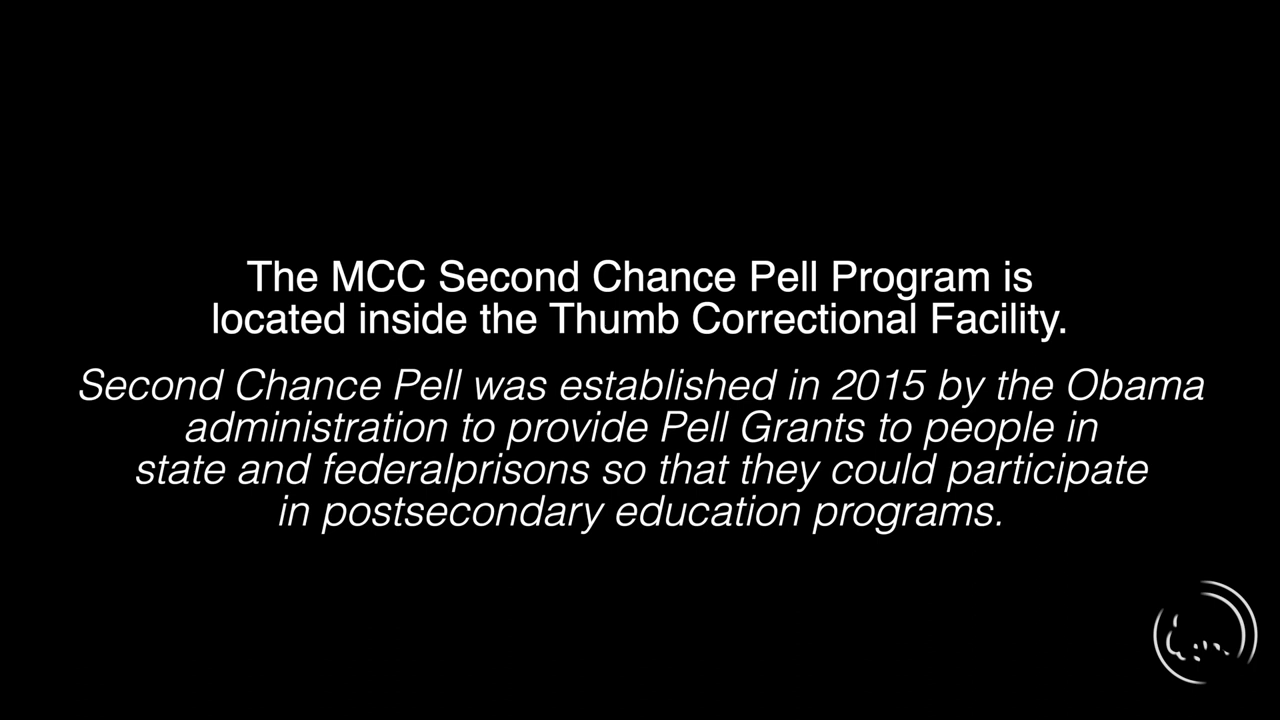 The MCC Second Chance Pell Program is
located inside the Thumb Correctional Facility.
Second Chance Pell was established in 2015 by the Obama
administration to provide Pell Grants to people in
state and federalprisons so that they could participate
in postsecondary education programs.